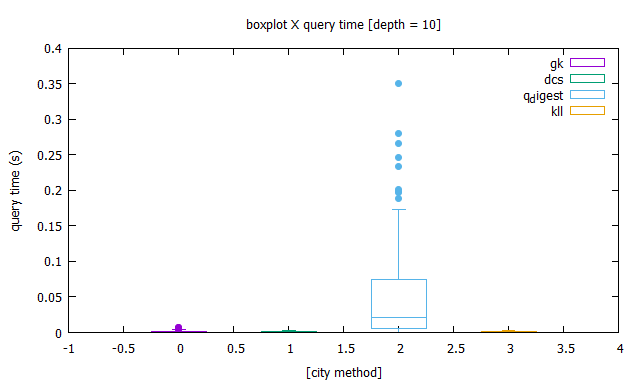 boxplot X query time [depth = 10]
0.4
0.35
0.3
0.25
0.2
0.15
0.1
0.05
0
query time (s)
gk
dcs
q_digest
kll
-1 -0.5 0 0.5 1 1.5 2 2.5 3 3.5 4
[city method]